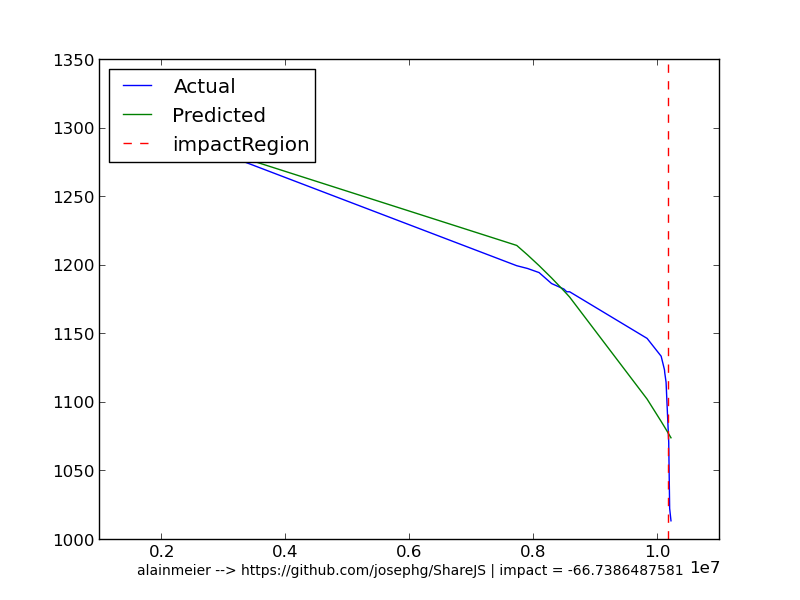 1350
1300
1250
1200
1150
1100
1050
1000
Actual
Predicted
impactRegion
0.2 0.4 0.6 0.8 1.0
1e7
alainmeier --> https://github.com/josephg/ShareJS | impact = -66.7386487581